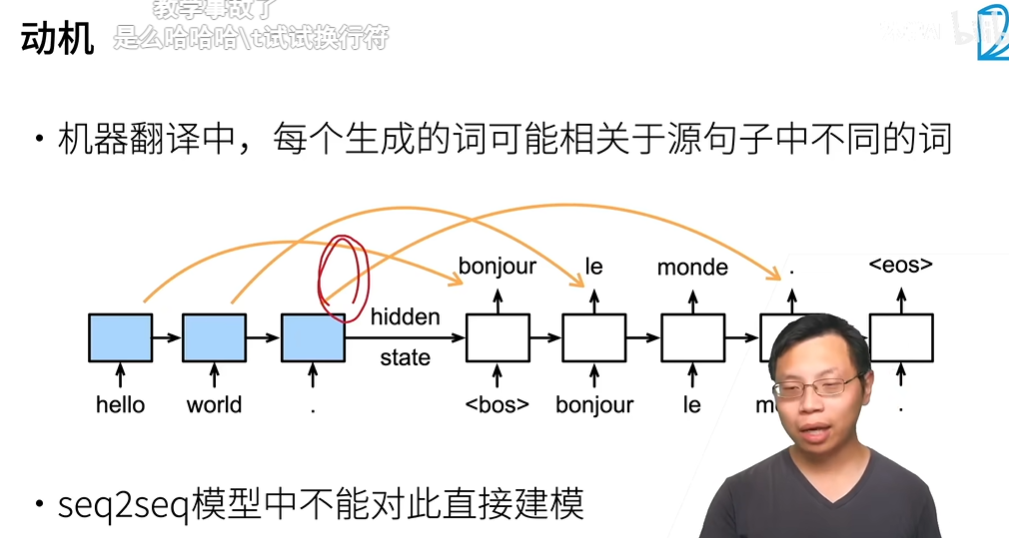 教学事故了
动机 是么哈哈哈\t试试换行符
• 机器翻译中，每个生成的词可能相关于源句子中不同的词
bonjour le monde . <eos>
hidden
state
hello world . <bos> bonjour le .
• seq2seq模型中不能对此直接建模